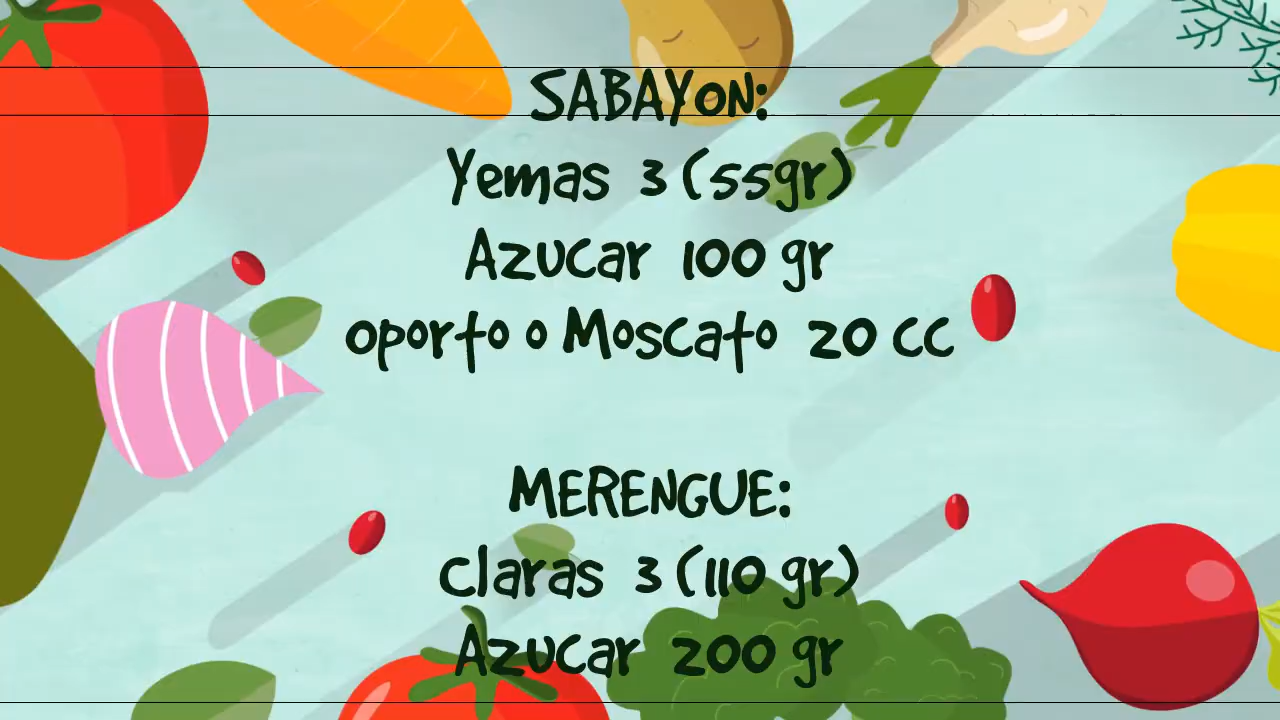 SABAYON:
Yemas 3 (55gr)
Azucar 100 gr
oporto o Moscato 20 cc
MERENGUE:
claras 3 (110 gr)
Azucar 200 gr